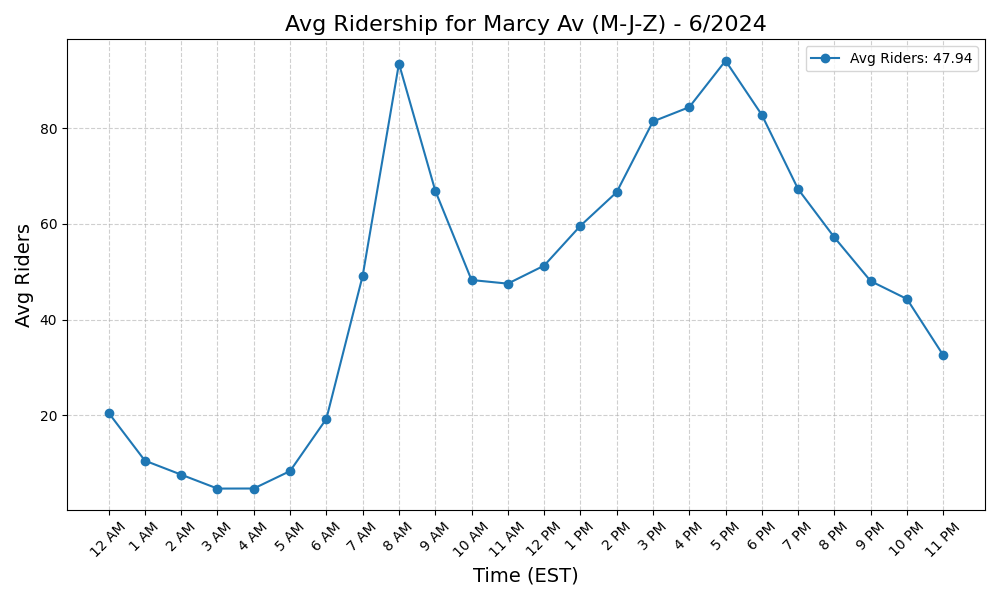 Avg Ridership for Marcy Av (M-J-Z) - 6/2024
Avg Riders: 47.94
Avg Riders
80
60
40
20
12 AM
1 AM
2 AM
3 AM
4 AM
5 AM
6 AM
7 AM
8 AM
9 AM
10 AM
11 AM
12 PM
1 PM
2 PM
3 PM
4 PM
5 PM
6 PM
7 PM
8 PM
9 PM
10 PM
11 PM
Time (EST)